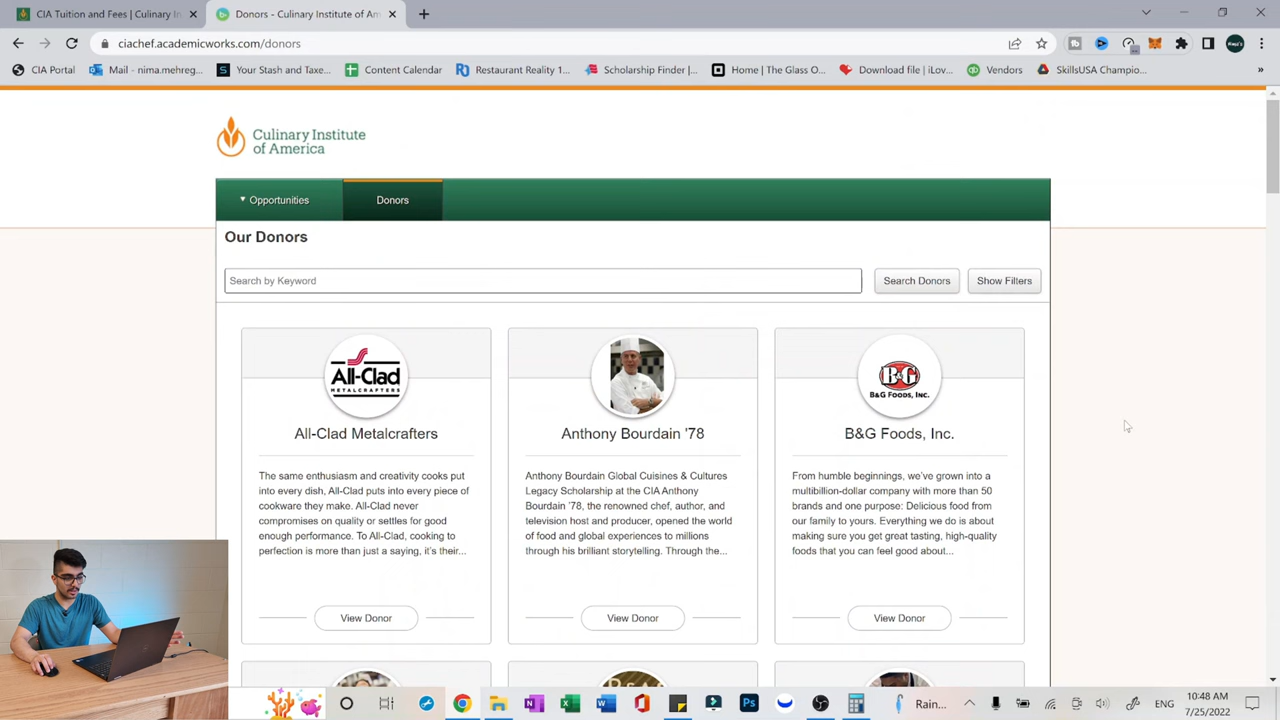 CIA Tuition and Fees | Culinary In
Donors - Culinary Institute of Am
ciachef.academicworks.com/donors
CIA Portal
Mail - nima.mehreg...
Your Stash and Taxe...
Content Calendar
Restaurant Reality 1...
Scholarship Finder |...
Home | The Glass O...
Download file | iLov...
Vendors
SkillsUSA Champio...
»
Culinary Institute
of America
Opportunities
Donors
Our Donors
Search by Keyword
Search Donors
Show Filters
All-Clad
METALCRAFTERS
B&G
B&G FOODS, INC.
All-Clad Metalcrafters
Anthony Bourdain '78
B&G Foods, Inc.
The same enthusiasm and creativity cooks put
into every dish, All-Clad puts into every piece of
cookware they make. All-Clad never
compromises on quality or settles for good
enough performance. To All-Clad, cooking to
perfection is more than just a saying, it's their...
Anthony Bourdain Global Cuisines & Cultures
Legacy Scholarship at the CIA Anthony
Bourdain '78, the renowned chef, author, and
television host and producer, opened the world
of food and global experiences to millions
through his brilliant storytelling. Through the...
From humble beginnings, we've grown into a
multibillion-dollar company with more than 50
brands and one purpose: Delicious food from
our family to yours. Everything we do is about
making sure you get great tasting, high-quality
foods that you can feel good about...
View Donor
View Donor
View Donor
Rain...
ENG
10:48 AM
7/25/2022